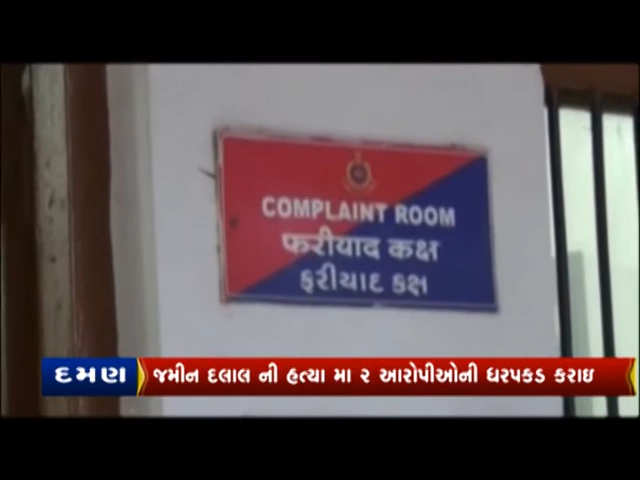 COMPLAINT ROOM
फरीयाद कक्ष
ફરીયાદ કક્ષ
દમણ
જમીન દલાલ ની હત્યા મા ૨ આરોપીઓની ધરપકડ કરાઇ